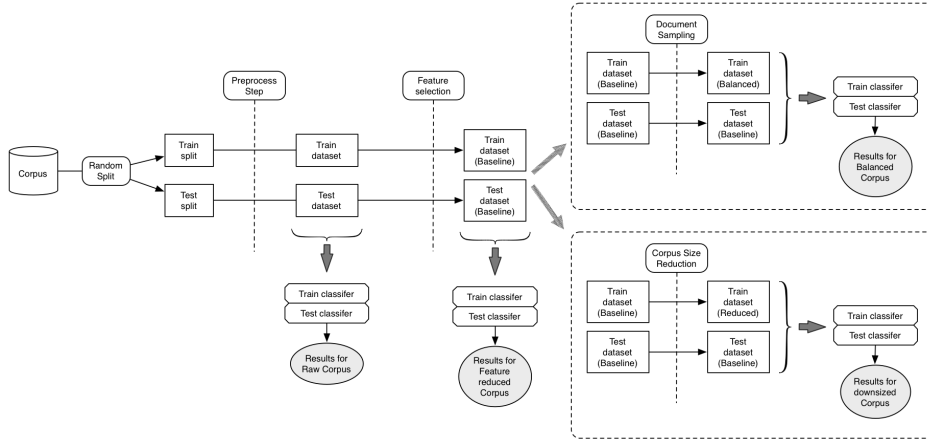 Corpus
Random
Split
Train
split
Test
split
Preprocess
Step
Train
dataset
Test
dataset
Train classifer
Test classifer
Results for
Raw Corpus
Feature
selection
Train
dataset
(Baseline)
Test
dataset
(Baseline)
Train classifer
Test classifer
Results for
Feature
reduced
Corpus
Document
Sampling
Train
dataset
(Baseline)
Train
dataset
(Balanced)
Test
dataset
(Baseline)
Test
dataset
(Baseline)
Train classifer
Test classifer
Results for
Balanced
Corpus
Corpus Size
Reduction
Train
dataset
(Baseline)
Train
dataset
(Reduced)
Test
dataset
(Baseline)
Test
dataset
(Baseline)
Train classifer
Test classifer
Results for
downsized
Corpus